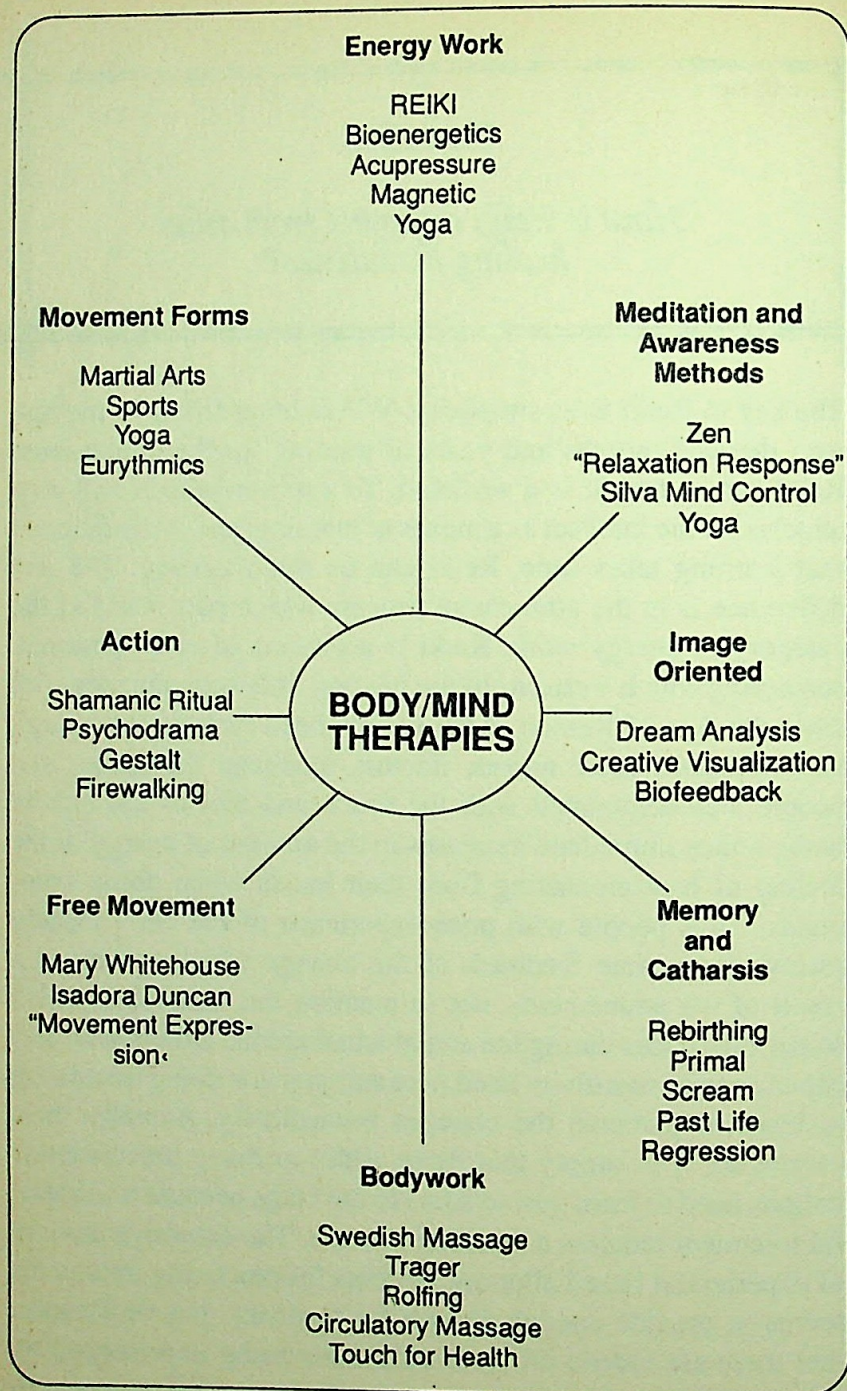 Energy Work
REIKI
Bioenergetics
Acupressure
Magnetic
Yoga
Movement Forms
Martial Arts
Sports
Yoga
Eurythmics
Meditation and
Awareness
Methods
Zen
“Relaxation Response”
Silva Mind Control
Yoga
Action
Shamanic Ritual
Psychodrama
Gestalt
Firewalking
BODY/MIND
THERAPIES
Image
Oriented
Dream Analysis
Creative Visualization
Biofeedback
Free Movement
Mary Whitehouse
Isadora Duncan
“Movement Expres-
sion‹
Memory
and
Catharsis
Rebirthing
Primal
Scream
Past Life
Regression
Bodywork
Swedish Massage
Trager
Rolfing
Circulatory Massage
Touch for Health